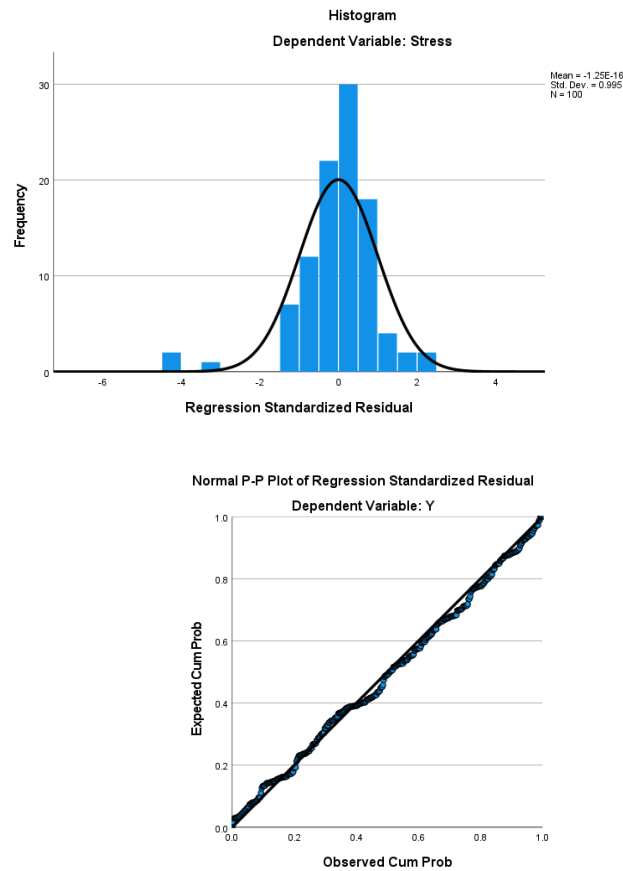 Histogram
Dependent Variable: Stress
Mean = -1.25E-16
Std. Dev. = 0.995
N = 100
30
20
10
0
Frequency
-6 -4 -2 0 2 4
Regression Standardized Residual
Normal P-P Plot of Regression Standardized Residual
Dependent Variable: Y
1.0
0.8
0.6
0.4
0.2
0.0
Expected Cum Prob
0.0 0.2 0.4 0.6 0.8 1.0
Observed Cum Prob